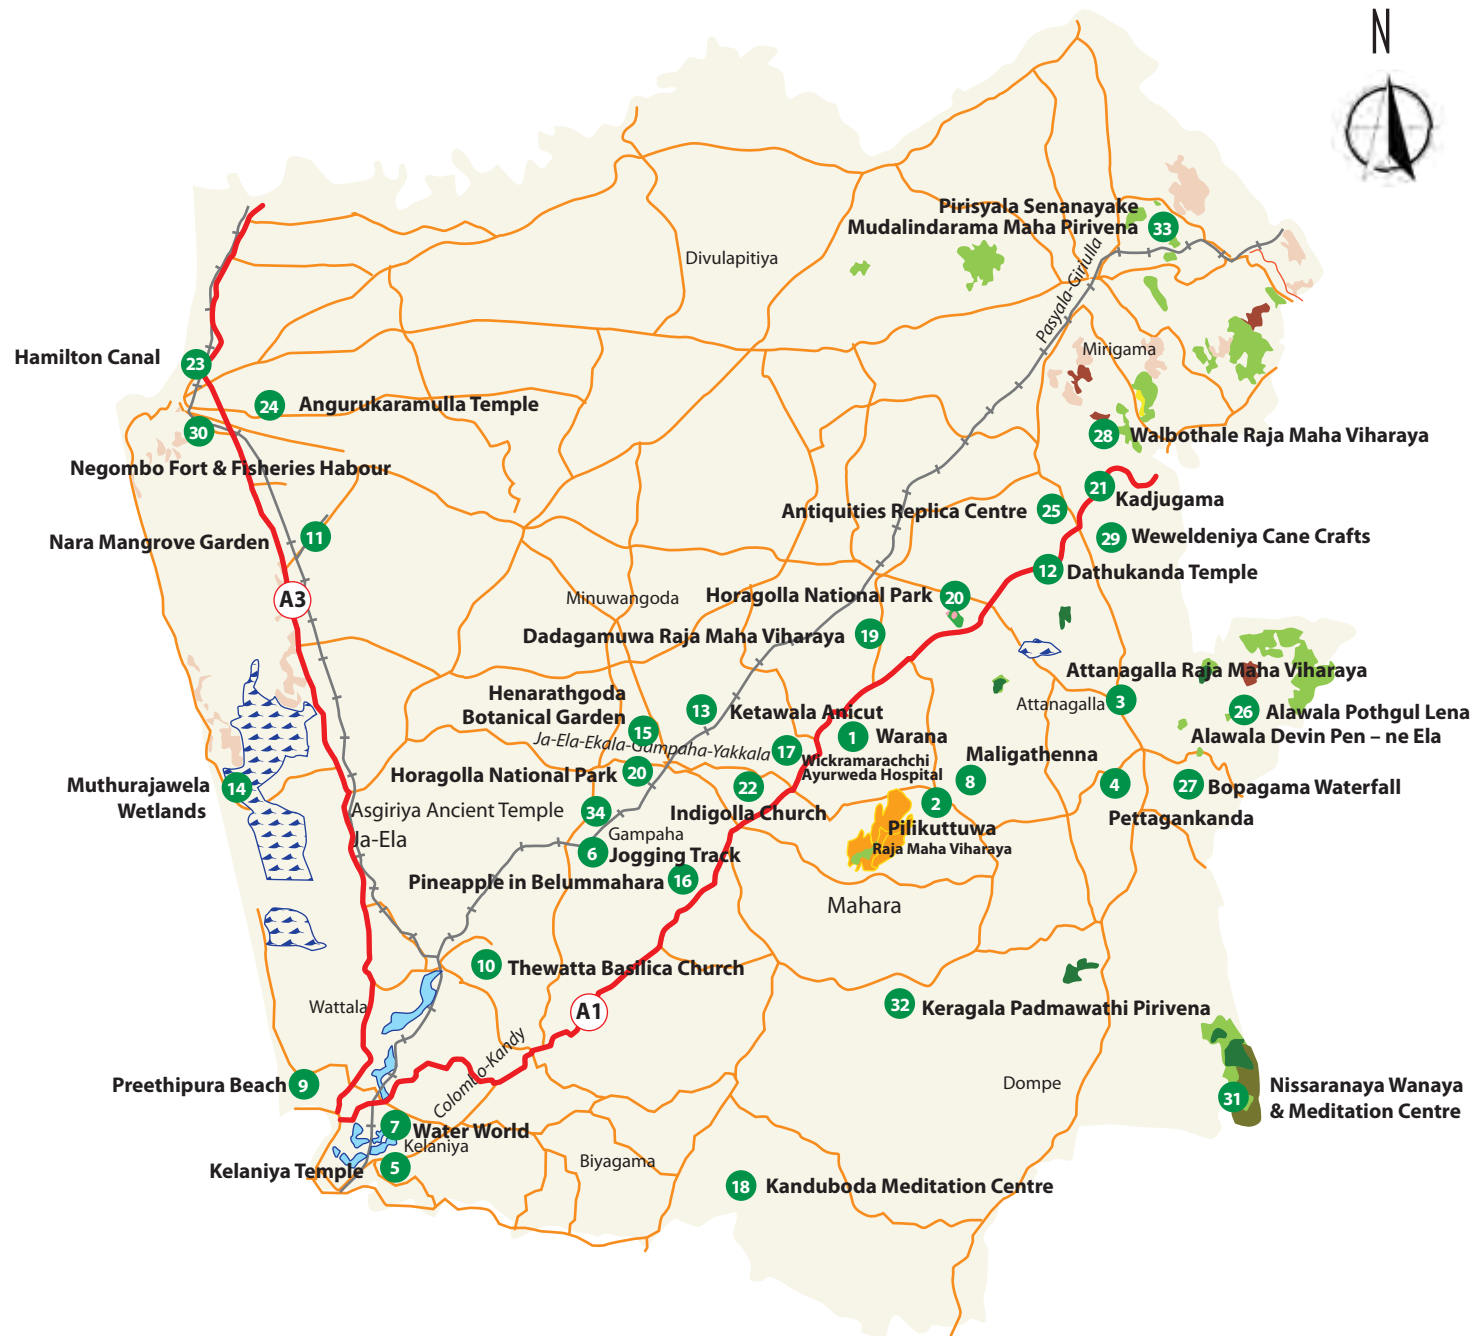 N
Pirisyala Senanayake
Mudalindarama Maha Pirivena
33
Divulapitiya
Pasyala-Giriulla
Mirigama
Hamilton Canal
23
24
Angurukaramulla Temple
30
Negombo Fort & Fisheries Habour
28
Walbothale Raja Maha Viharaya
21
Kadjugama
Antiquities Replica Centre
25
29
Weweldeniya Cane Crafts
Nara Mangrove Garden
11
12
Dathukanda Temple
A3
Minuwangoda
Horagolla National Park
20
Dadagamuwa Raja Maha Viharaya
19
Attanagalla Raja Maha Viharaya
Attanagalla
3
Henarathgoda
Botanical Garden
15
13
Ketawala Anicut
26
Alawala Pothgul Lena
Alawala Devin Pen – ne Ela
Ja-Ela-Ekala-Gampaha-Yakkala
17
1
Warana
Wickramarachchi
Ayurweda Hospital
Maligathenna
8
Horagolla National Park
20
22
Indigolla Church
4
Pettagankanda
27
Bopagama Waterfall
Muthurajawela
Wetlands
14
Asgiriya Ancient Temple
34
2
Pilikuttuwa
Raja Maha Viharaya
Ja-Ela
Gampaha
6
Jogging Track
Pineapple in Belummahara
16
Mahara
10
Thewatta Basilica Church
Wattala
A1
32
Keragala Padmawathi Pirivena
Colombo-Kandy
Preethipura Beach
9
Dompe
31
Nissaranaya Wanaya
& Meditation Centre
7
Water World
Kelaniya
Kelaniya Temple
5
Biyagama
18
Kanduboda Meditation Centre